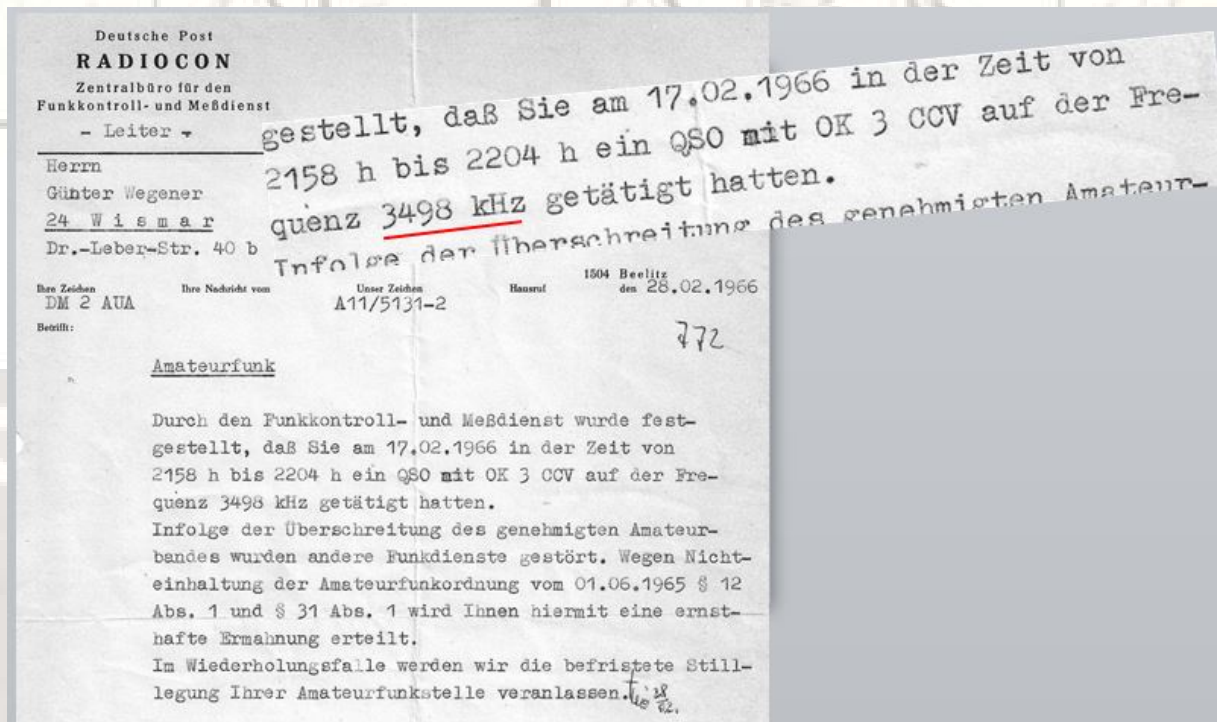 Deutsche Post
RADIOCON
Zentralbüro für den
Funkkontroll- und Meßdienst
- Leiter -
Herrn
Günter Wegener
24 Wismar
Dr.-Leber-Str. 40 b
gestellt, daß Sie am 17.02.1966 in der Zeit von
2158 h bis 2204 h ein QSO mit OK 3 CCV auf der Fre-
quenz 3498 kHz getätigt hatten.
Infolge der Überschreitung des genehmigten Amateur-
1504 Beelitz
Ihre Zeichen Ihre Nachricht vom Unser Zeichen Hausruf den 28.02.1966
DM 2 AUA A11/5131-2
Betrifft:
772
Amateurfunk
Durch den Funkkontroll- und Meßdienst wurde fest-
gestellt, daß Sie am 17.02.1966 in der Zeit von
2158 h bis 2204 h ein QSO mit OK 3 CCV auf der Fre-
quenz 3498 kHz getätigt hatten.
Infolge der Überschreitung des genehmigten Amateur-
bandes wurden andere Funkdienste gestört. Wegen Nicht-
einhaltung der Amateurfunkordnung vom 01.06.1965 § 12
Abs. 1 und § 31 Abs. 1 wird Ihnen hiermit eine ernst-
hafte Ermahnung erteilt.
Im Wiederholungsfalle werden wir die befristete Still-
legung Ihrer Amateurfunkstelle veranlassen.